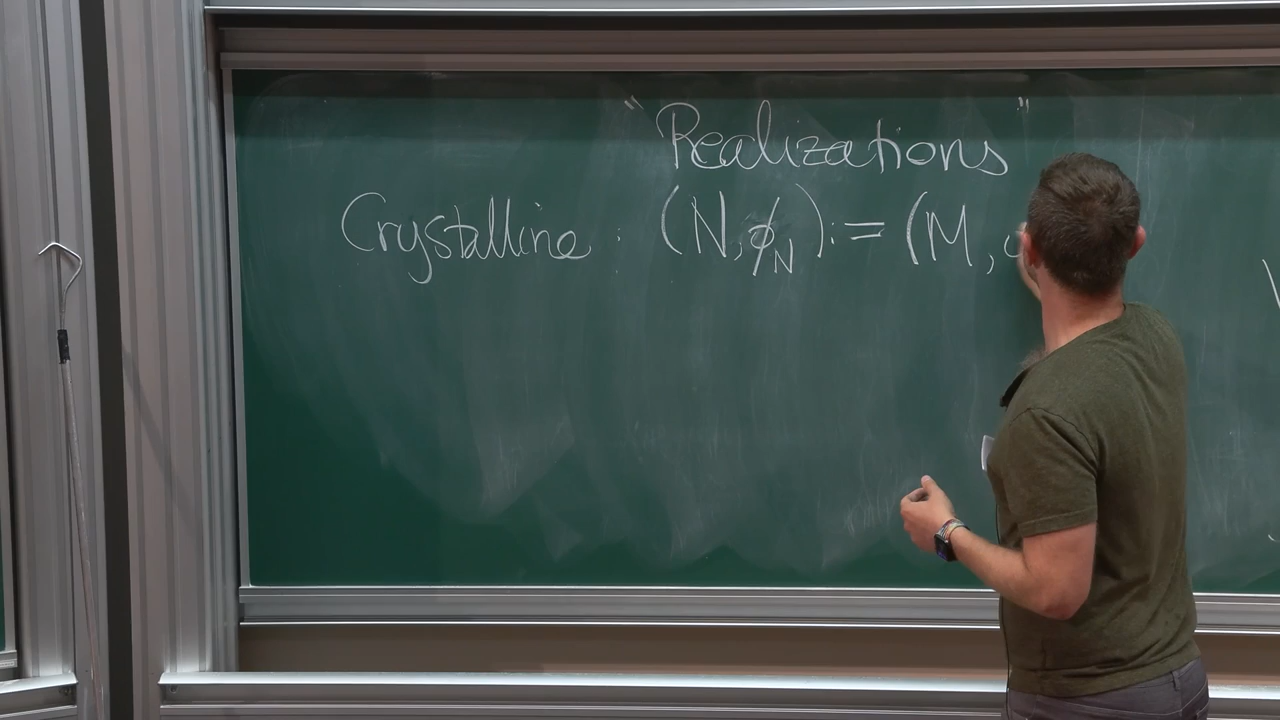 "Realizations"
Crystalline : (N, ϕ_N) := (M,